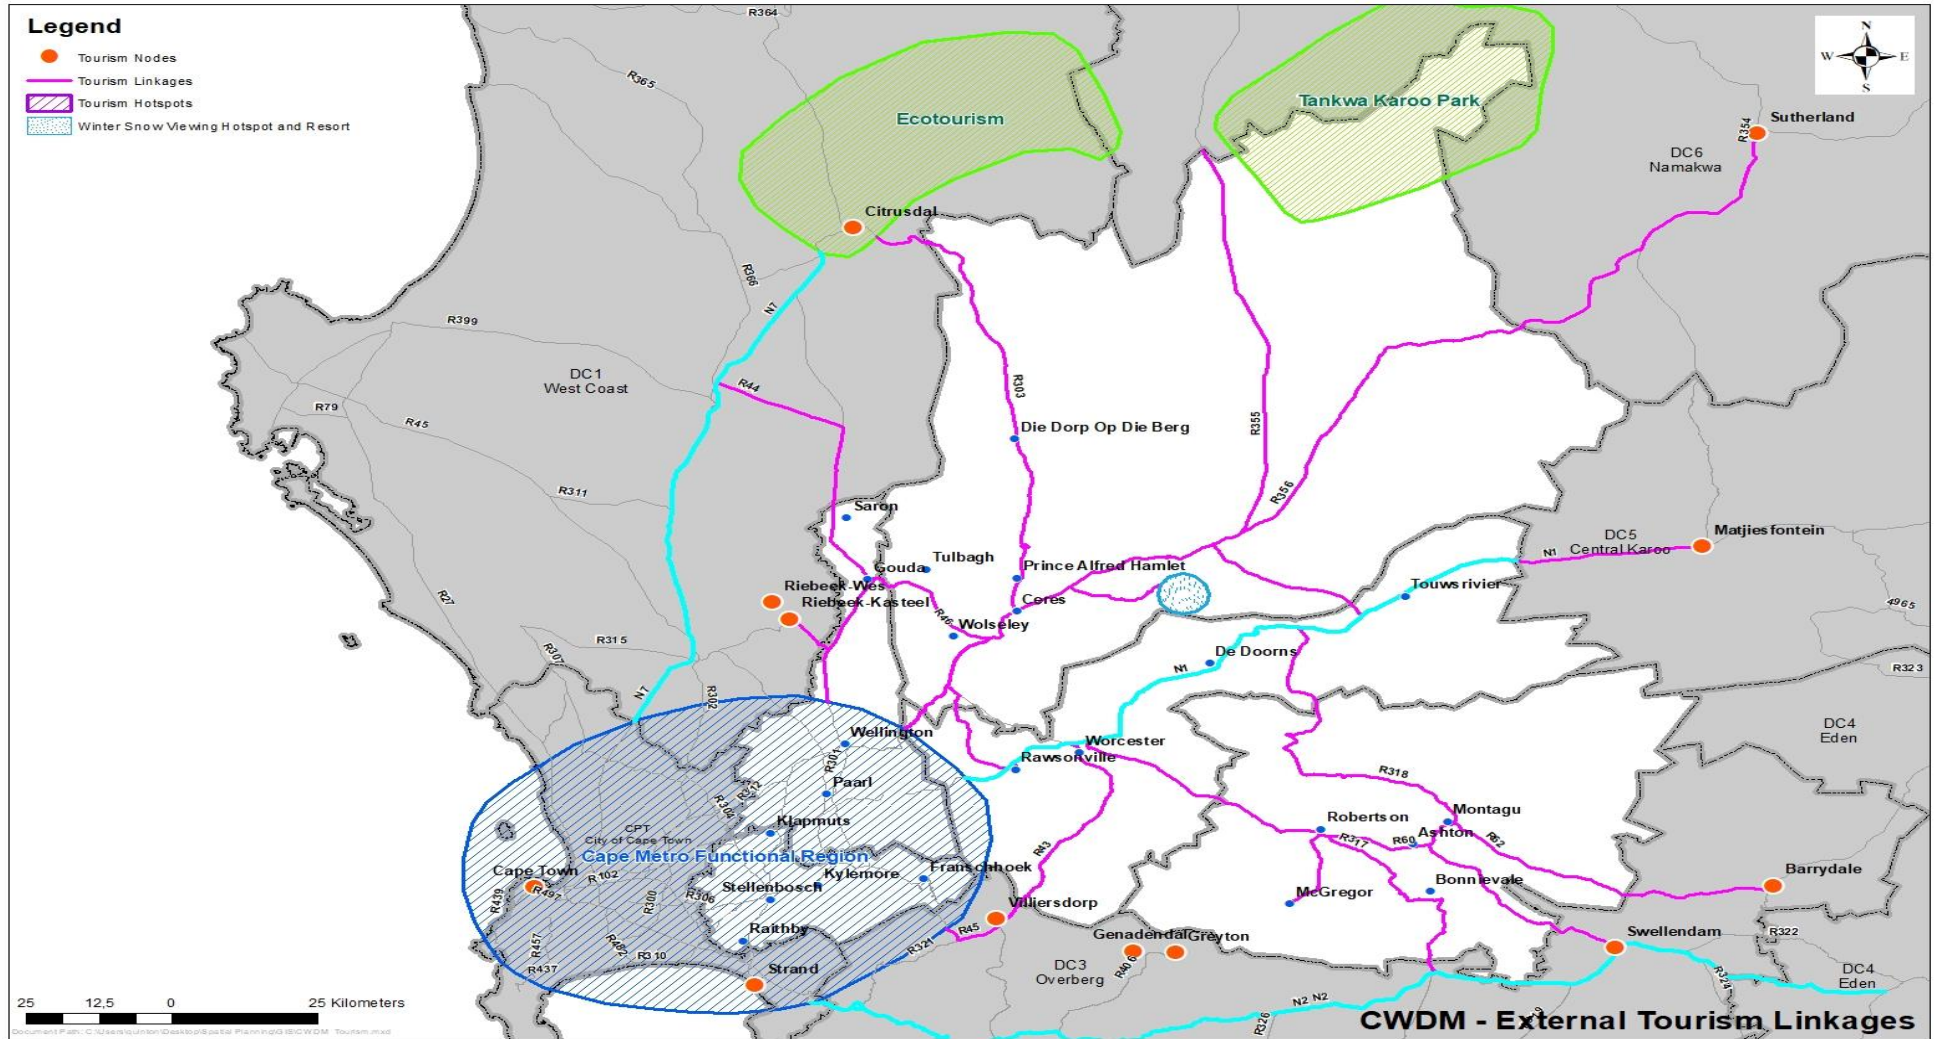 Legend
Tourism Nodes
Tourism Linkages
Tourism Hotspots
Winter Snow Viewing Hotspot and Resort
R364
R365
Ecotourism
Tankwa Karoo Park
N
W E
S
Sutherland
R354
DC6
Namakwa
Citrusdal
R366
N7
R399
DC1
West Coast
R44
R79
R45
R303
R355
Die Dorp Op Die Berg
R311
R356
Saron
DC5
Central Karoo
Matjiesfontein
N1
Tulbagh
Gouda
Prince Alfred Hamlet
Riebeek-Wes
Riebeek-Kasteel
Touwsrivier
Ceres
R27
R46
Wolseley
4965
R315
R307
De Doorns
N1
R323
N7
R302
DC4
Eden
Wellington
Worcester
Rawsonville
R301
R318
Paarl
R312
R304
Montagu
Robertson
Klapmuts
CPT
City of Cape Town
Ashton
R317
R60
R62
R43
Cape Metro Functional Region
Cape Town
R102
Franschhoek
Kylemore
Stellenbosch
Barrydale
Bonnievale
McGregor
R497
R439
R300
R306
Villiersdorp
Raithby
R45
R321
Genadendal
Greyton
Swellendam
R322
R457
R310
R437
Strand
DC3
Overberg
R406
DC4
Eden
R324
N2 N2
R326
25 12,5 0 25 Kilometers
CWDM - External Tourism Linkages